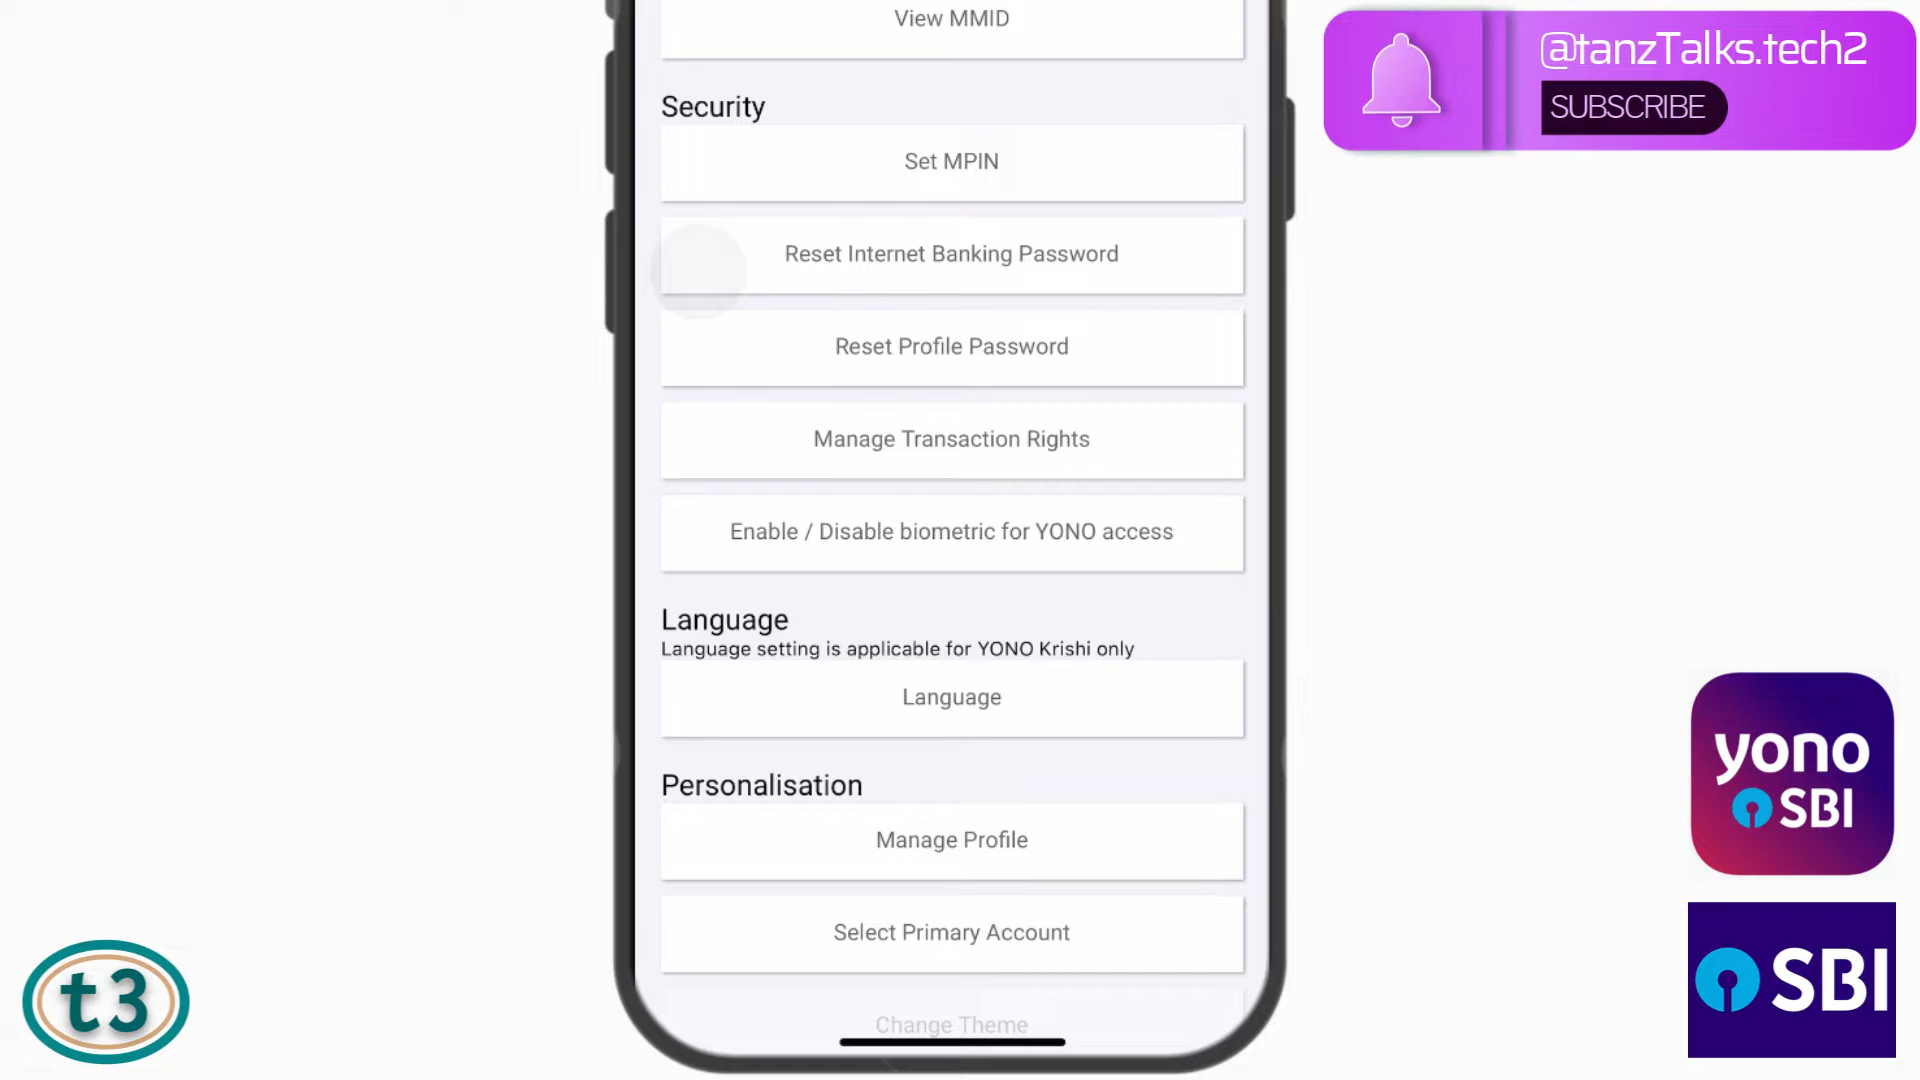 View MMID
@tanzTalks.tech2
SUBSCRIBE
Security
Set MPIN
Reset Internet Banking Password
Reset Profile Password
Manage Transaction Rights
Enable / Disable biometric for YONO access
Language
Language setting is applicable for YONO Krishi only
Language
Personalisation
Manage Profile
Select Primary Account
Change Theme
yono
SBI
SBI
t3